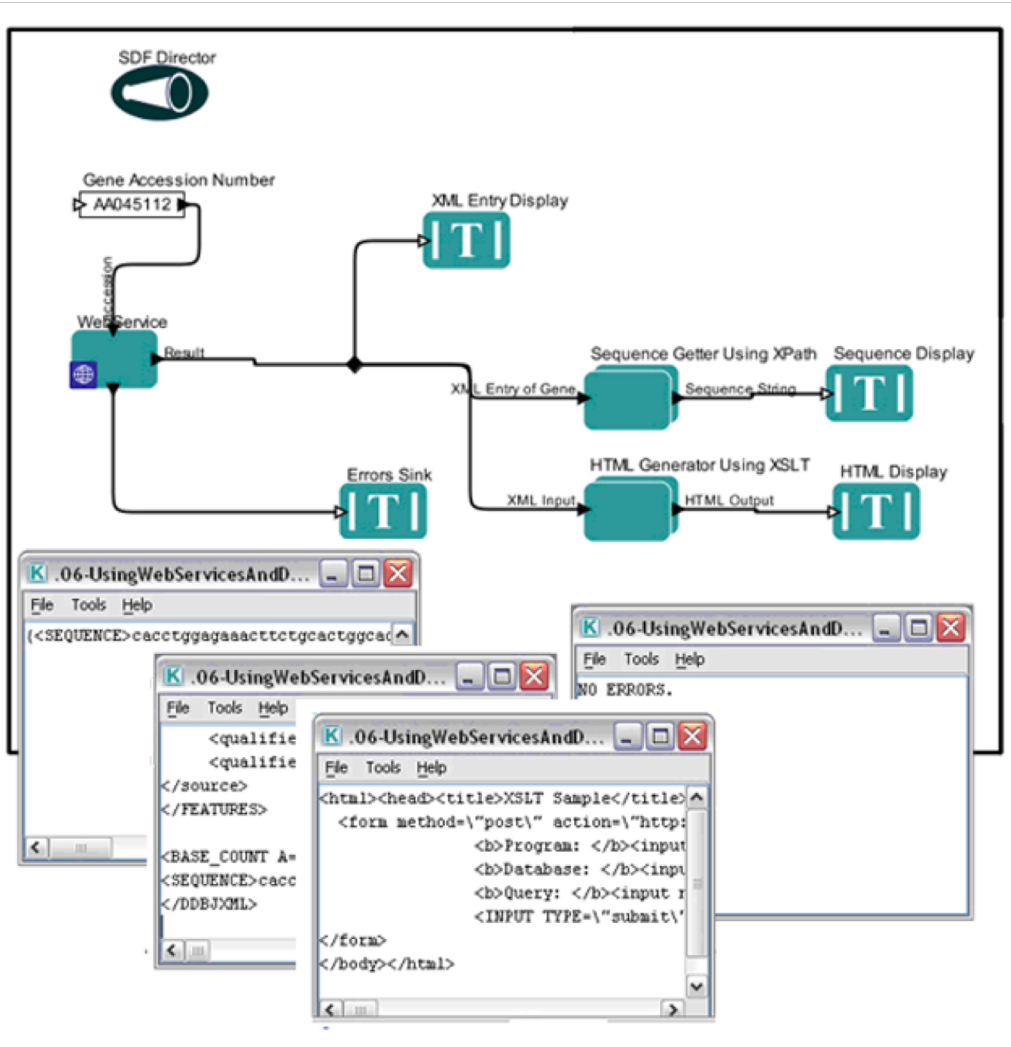 SDF Director
Gene Accession Number
AA045112
XML Entry Display
T
Accession
WebService
Result
Sequence Getter Using XPath
Sequence Display
XML Entry of Gene
Sequence String
T
HTML Generator Using XSLT
HTML Display
Errors Sink
XML Input
HTML Output
T
T
K .06-UsingWebServicesAndD...
File Tools Help
{<SEQUENCE>cacctggagaaacttctgcactggcac
K .06-UsingWebServicesAndD...
File Tools Help
NO ERRORS.
K .06-UsingWebServicesAndD...
File Tools Help
<qualifie
<qualifie
</source>
</FEATURES>
<BASE_COUNT A=
<SEQUENCE>cacc
</DDBJXML>
K .06-UsingWebServicesAndD...
File Tools Help
<html><head><title>XSLT Sample</title>
<form method=\"post\" action=\"http:
<b>Program: </b><input
<b>Database: </b><inpu
<b>Query: </b><input n
<INPUT TYPE=\"submit\"
</form>
</body></html>